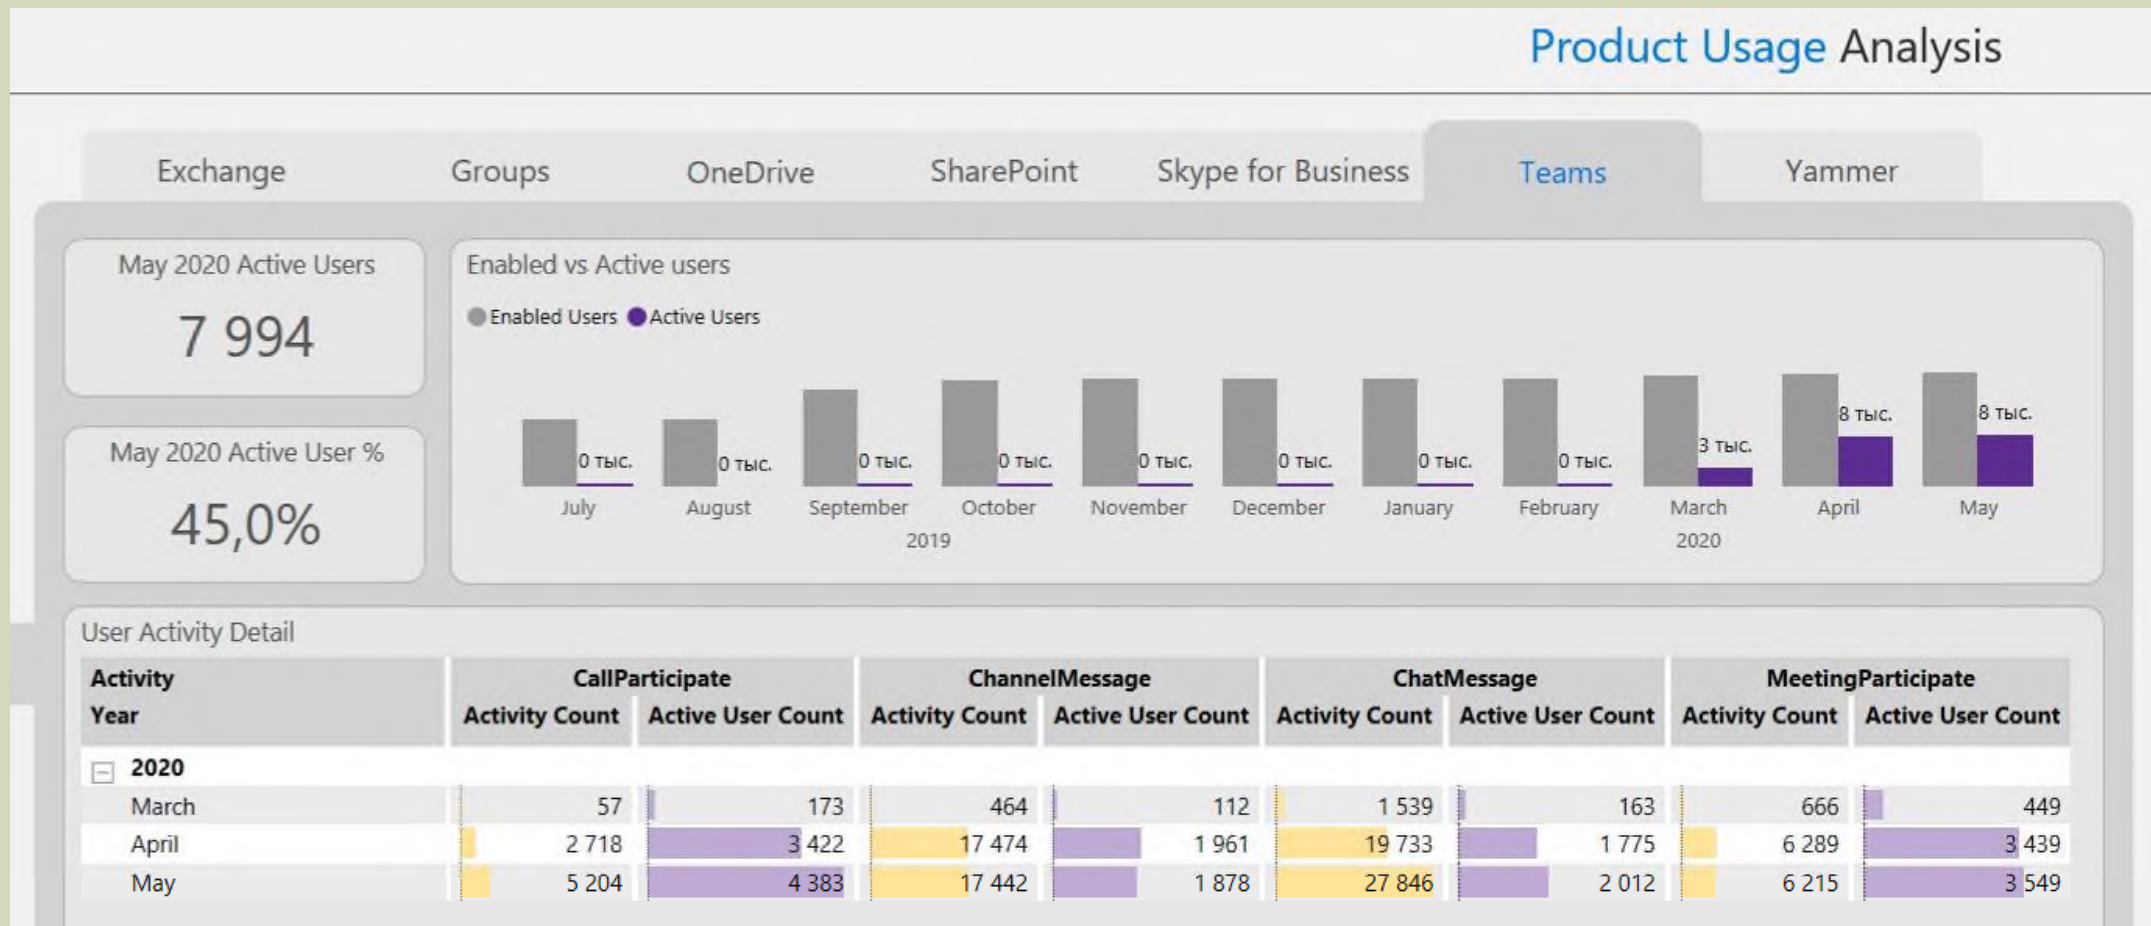 Product Usage Analysis
Exchange Groups OneDrive SharePoint Skype for Business Teams Yammer
May 2020 Active Users
7 994
May 2020 Active User %
45,0%
Enabled vs Active users
Enabled Users Active Users
0 тыс. 0 тыс. 0 тыс. 0 тыс. 0 тыс. 0 тыс. 0 тыс. 0 тыс. 3 тыс. 8 тыс. 8 тыс.
July August September October November December January February March April May
2019 2020
User Activity Detail
Activity CallParticipate ChannelMessage ChatMessage MeetingParticipate
Year Activity Count Active User Count Activity Count Active User Count Activity Count Active User Count Activity Count Active User Count
2020
March 57 173 464 112 1 539 163 666 449
April 2 718 3 422 17 474 1 961 19 733 1 775 6 289 3 439
May 5 204 4 383 17 442 1 878 27 846 2 012 6 215 3 549